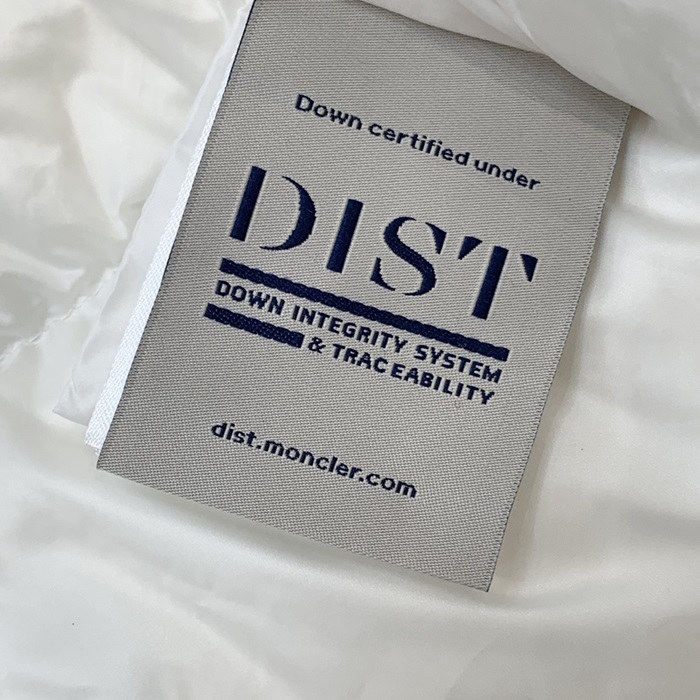 Down certified under
DIST
DOWN INTEGRITY SYSTEM
& TRACEABILITY
dist.moncler.com